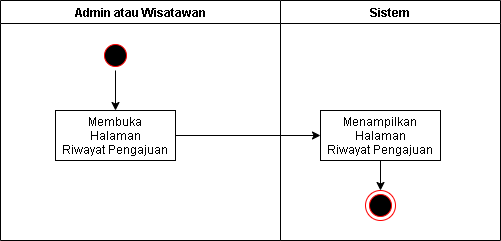 Admin atau Wisatawan
Sistem
Membuka
Halaman
Riwayat Pengajuan
Menampilkan
Halaman
Riwayat Pengajuan